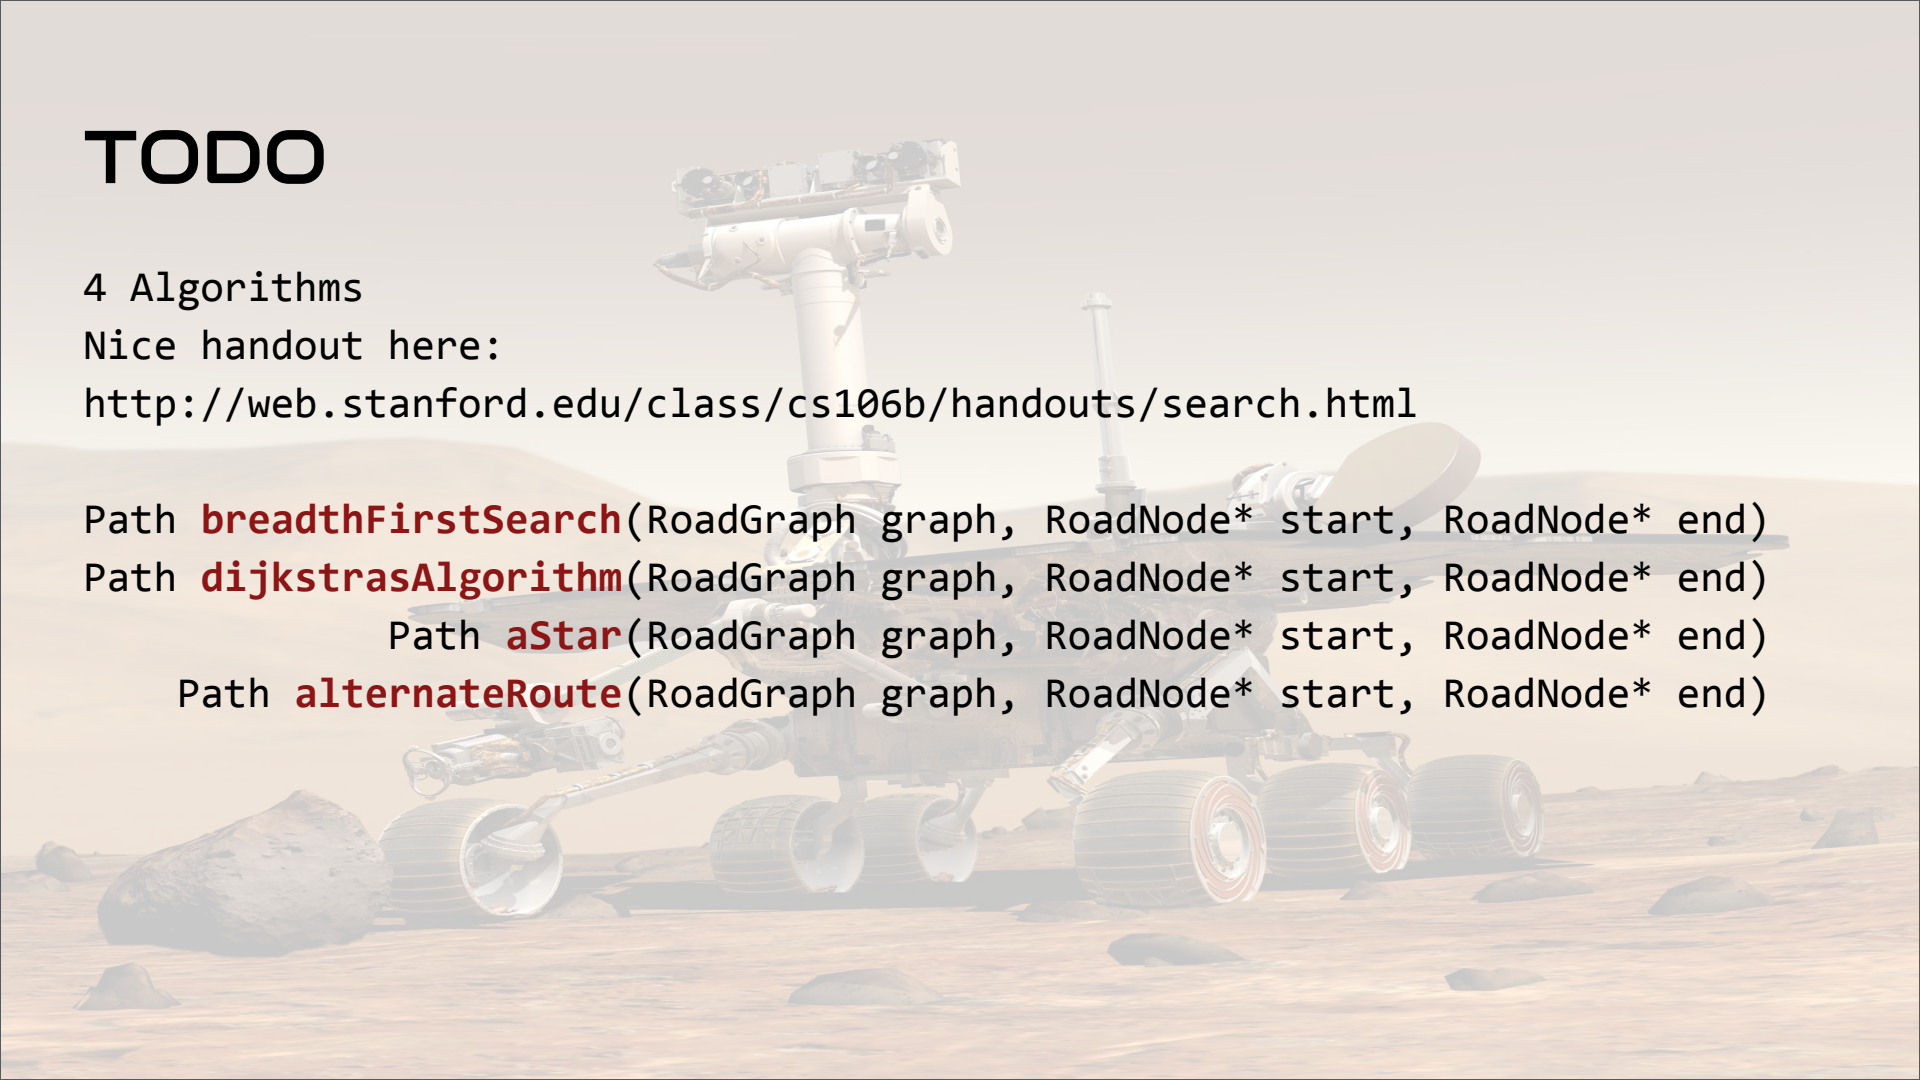 TODO
4 Algorithms
Nice handout here:
http://web.stanford.edu/class/cs106b/handouts/search.html
Path breadthFirstSearch(RoadGraph graph, RoadNode* start, RoadNode* end)
Path dijkstrasAlgorithm(RoadGraph graph, RoadNode* start, RoadNode* end)
Path aStar(RoadGraph graph, RoadNode* start, RoadNode* end)
Path alternateRoute(RoadGraph graph, RoadNode* start, RoadNode* end)